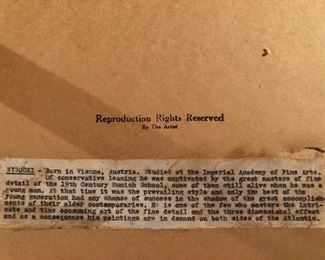 Reproduction Rights Reserved
By The Artist
WYSOCKI - Born in Vienna, Austria. Studied at the Imperial Academy of Fine Arts.
Of conservative leaning he was captivated by the great masters of fine
detail of the 19th Century Munich School, some of them still alive when he was a
young man. At that time it was the prevailing style and only the best of the
young generation had any chance of success in the shadow of the great accomplish-
ments of their older contemporaries. He is one of the few who masters the intri-
cate and time consuming art of the fine detail and the three dimensional effect
and as a consequence his paintings are in demand on both sides of the Atlantic.